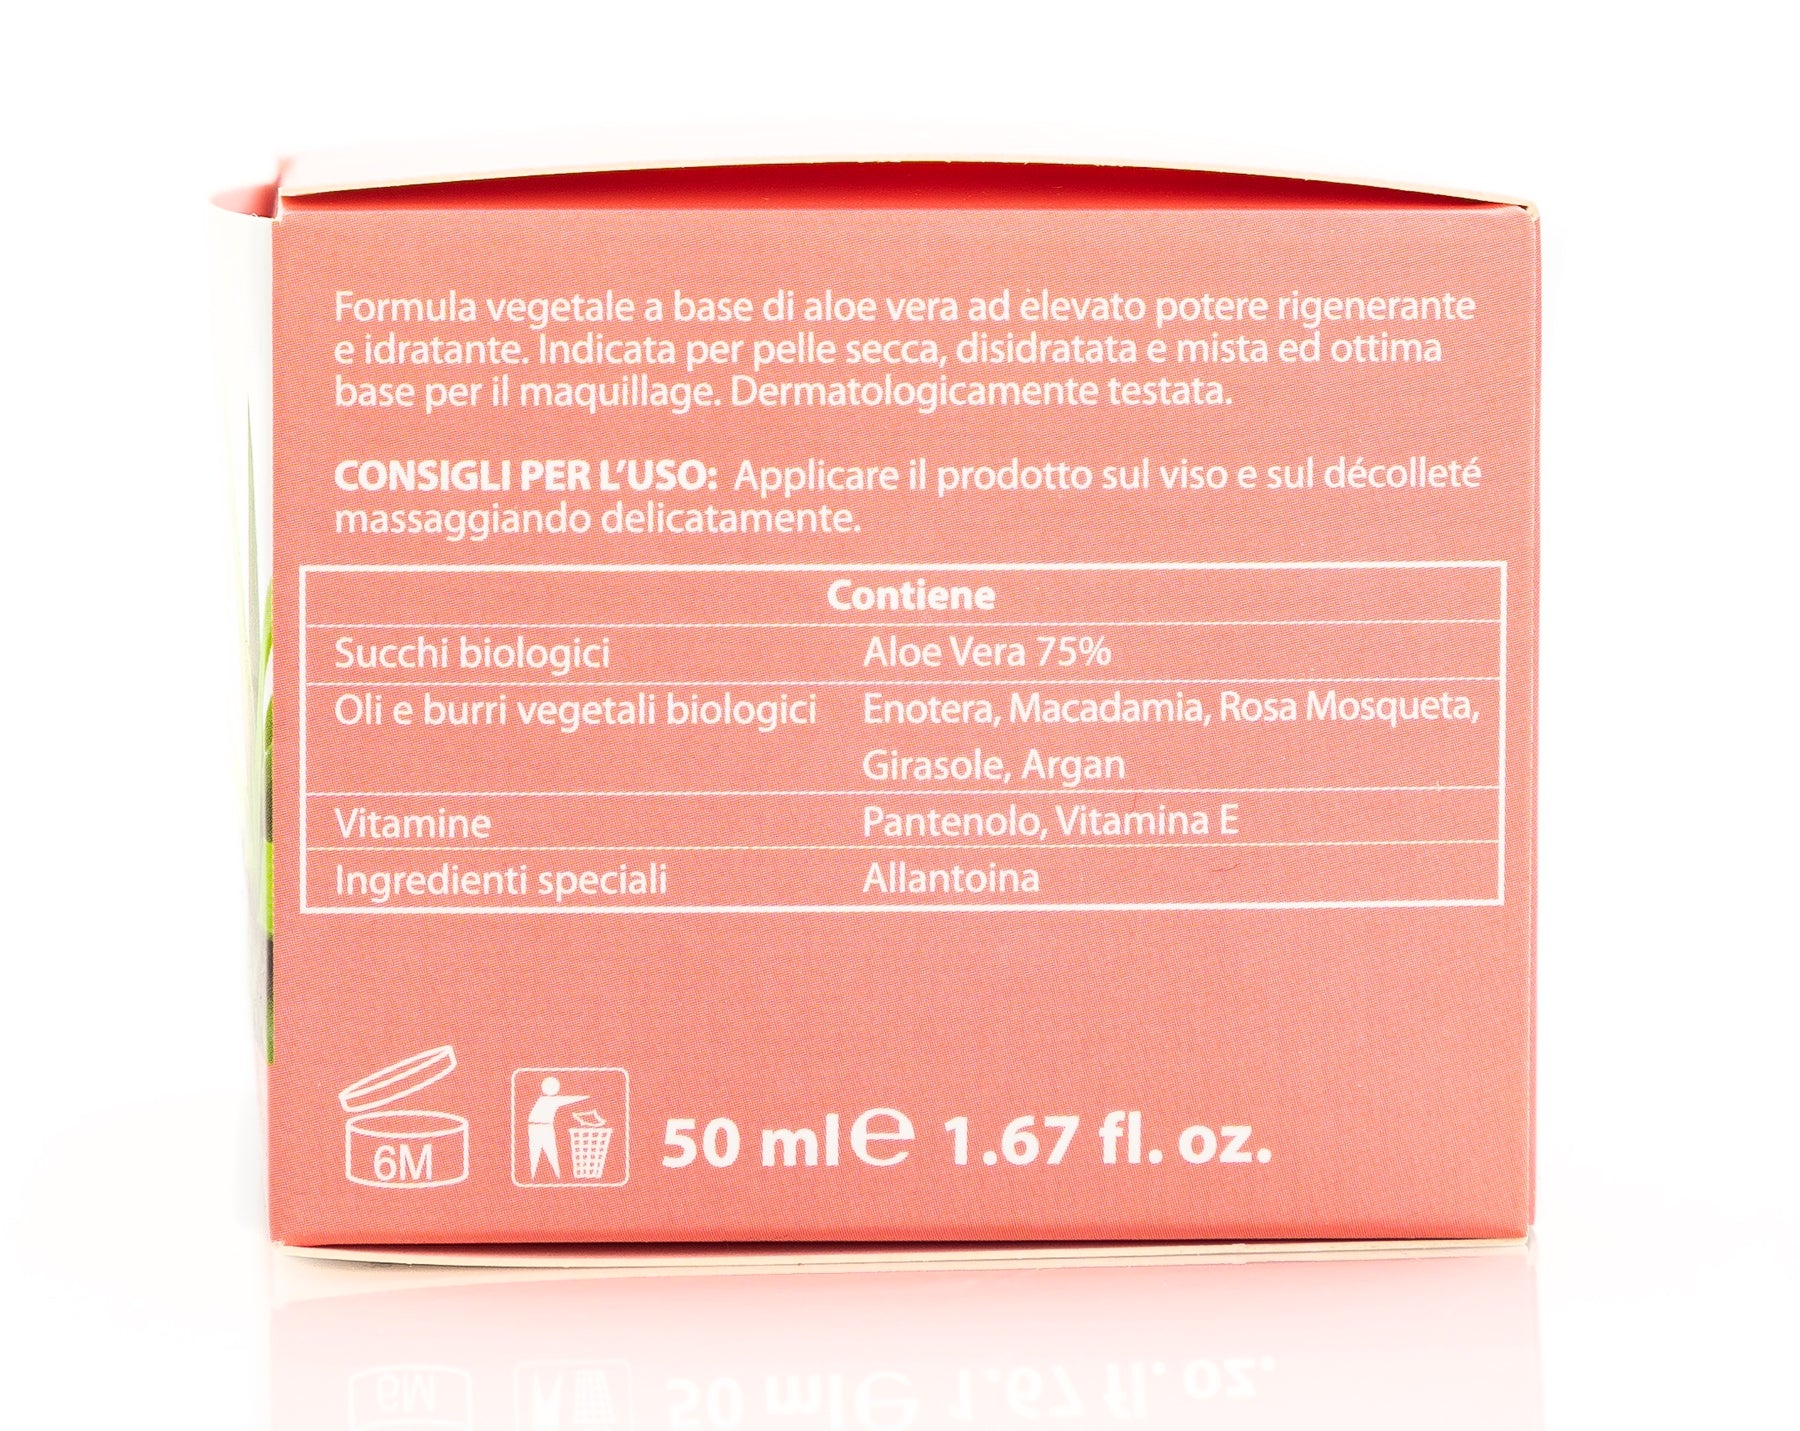 Formula vegetale a base di aloe vera ad elevato potere rigenerante
e idratante. Indicata per pelle secca, disidratata e mista ed ottima
base per il maquillage. Dermatologicamente testata.
CONSIGLI PER L'USO: Applicare il prodotto sul viso e sul décolleté
massaggiando delicatamente.
Contiene
Succhi biologici Aloe Vera 75%
Oli e burri vegetali biologici Enotera, Macadamia, Rosa Mosqueta,
Girasole, Argan
Vitamine Pantenolo, Vitamina E
Ingredienti speciali Allantoina
6M 50 ml e 1.67 fl. oz.